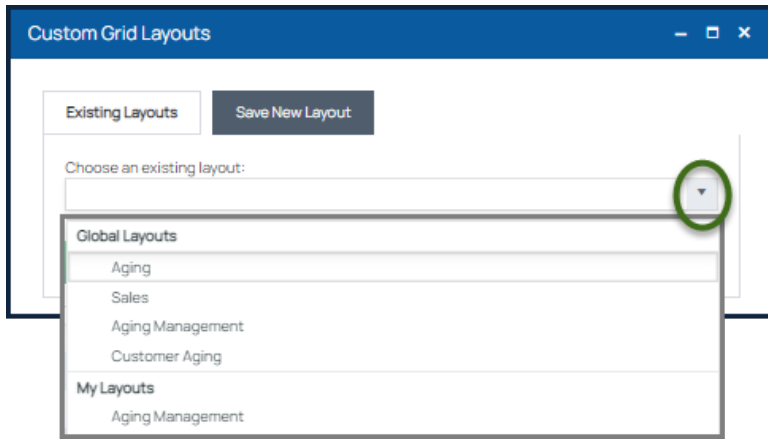 Custom Grid Layouts
Existing Layouts
Save New Layout
Choose an existing layout:
Global Layouts
Aging
Sales
Aging Management
Customer Aging
My Layouts
Aging Management